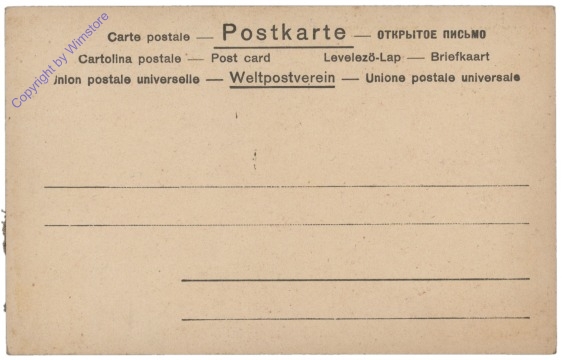 Carte postale — Postkarte — ОТКРЫТОЕ ПИСЬМО
Cartolina postale — Post card Levelező-Lap — Briefkaart
Union postale universelle — Weltpostverein — Unione postale universale
Copyright by Wimstore